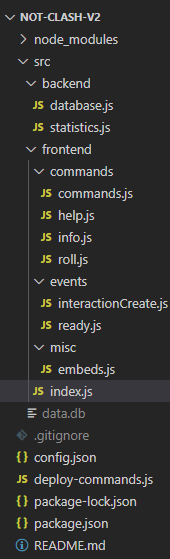 NOT-CLASH-V2
node_modules
src
backend
JS database.js
JS statistics.js
frontend
commands
JS commands.js
JS help.js
JS info.js
JS roll.js
events
JS interactionCreate.js
JS ready.js
misc
JS embeds.js
JS index.js
data.db
.gitignore
{} config.json
JS deploy-commands.js
{} package-lock.json
{} package.json
README.md